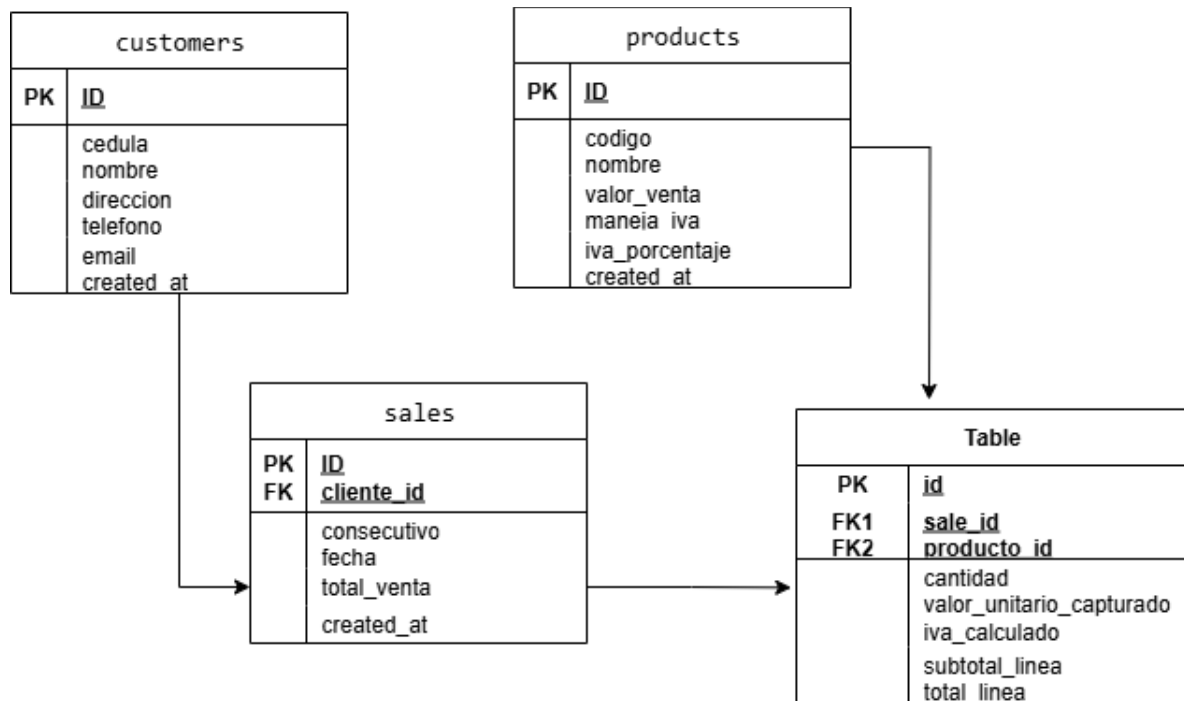 customers
PK ID
cedula
nombre
direccion
telefono
email
created_at
products
PK ID
codigo
nombre
valor_venta
maneja_iva
iva_porcentaje
created_at
sales
PK ID
FK cliente_id
consecutivo
fecha
total_venta
created_at
Table
PK id
FK1 sale_id
FK2 producto_id
cantidad
valor_unitario_capturado
iva_calculado
subtotal_linea
total_linea